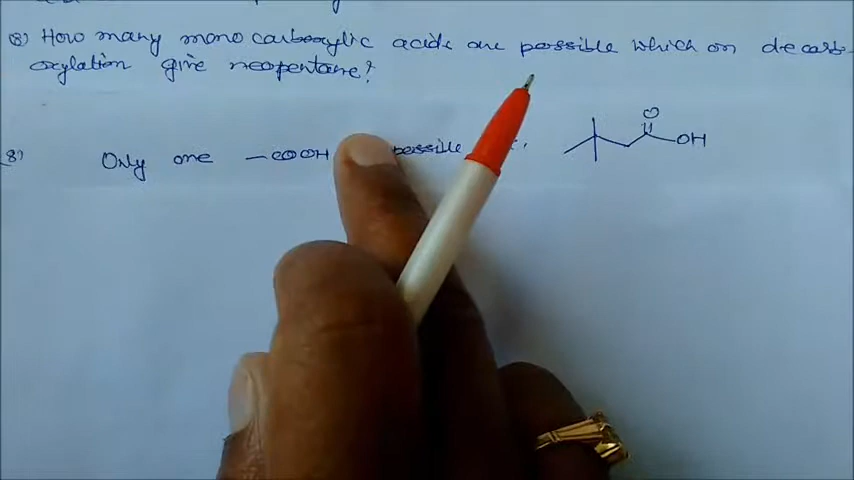 8) How many mono carboxylic acids are possible which on decarb-
oxylation give neopentane?
8) Only one -COOH possible
O
OH